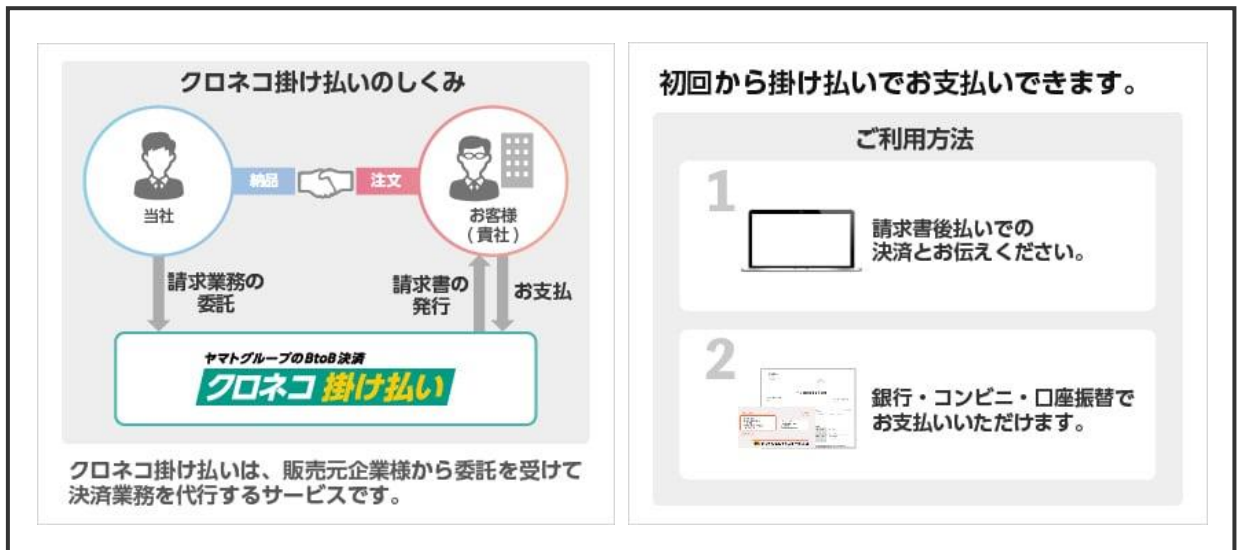 クロネコ掛け払いのしくみ
納品
注文
当社
お客様
(貴社)
請求業務の
委託
請求書の
発行
お支払
ヤマトグループのBtoB決済
クロネコ掛け払い
クロネコ掛け払いは、販売元企業様から委託を受けて
決済業務を代行するサービスです。
初回から掛け払いでお支払いできます。
ご利用方法
1
請求書後払いでの
決済とお伝えください。
2
銀行・コンビニ・口座振替で
お支払いいただけます。